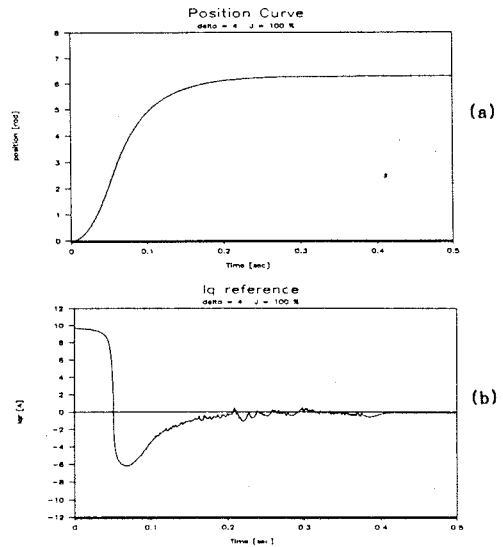 Position Curve
delta = 4 J = 100 %
8
7
6
5
4
3
2
1
0
position [rad]
0 0.1 0.2 0.3 0.4 0.5
Time [sec]
(a)
Iq reference
delta = 4 J = 100 %
12
10
8
6
4
2
0
-2
-4
-6
-8
-10
-12
Iqr [A]
0 0.1 0.2 0.3 0.4 0.5
Time [sec]
(b)